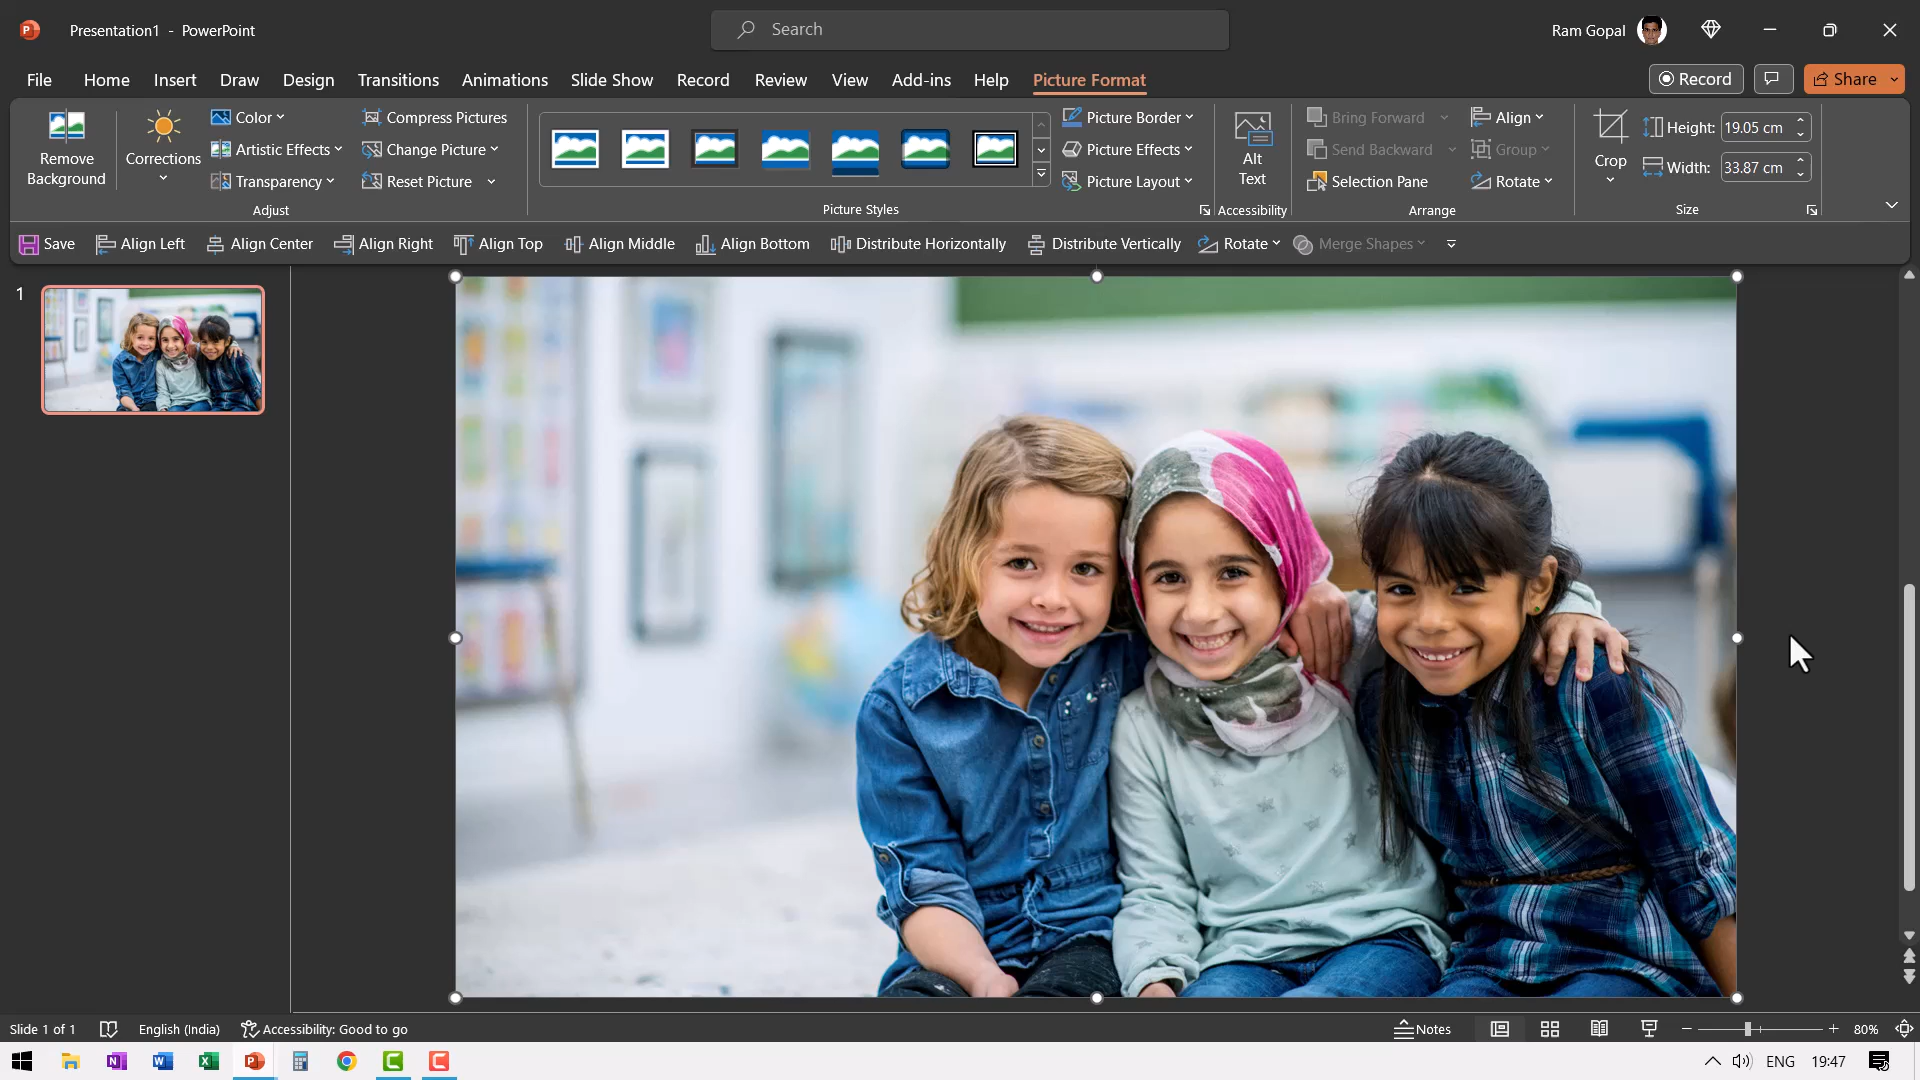 Presentation1 - PowerPoint
Search
Ram Gopal
File Home Insert Draw Design Transitions Animations Slide Show Record Review View Add-ins Help Picture Format
Record
Share
Remove Background
Corrections
Color
Artistic Effects
Transparency
Compress Pictures
Change Picture
Reset Picture
Adjust
Picture Styles
Picture Border
Picture Effects
Picture Layout
Alt Text
Accessibility
Bring Forward
Send Backward
Selection Pane
Align
Group
Rotate
Arrange
Crop
Height: 19.05 cm
Width: 33.87 cm
Size
Save Align Left Align Center Align Right Align Top Align Middle Align Bottom Distribute Horizontally Distribute Vertically Rotate Merge Shapes
1
Slide 1 of 1 English (India) Accessibility: Good to go Notes 80%
ENG 19:47